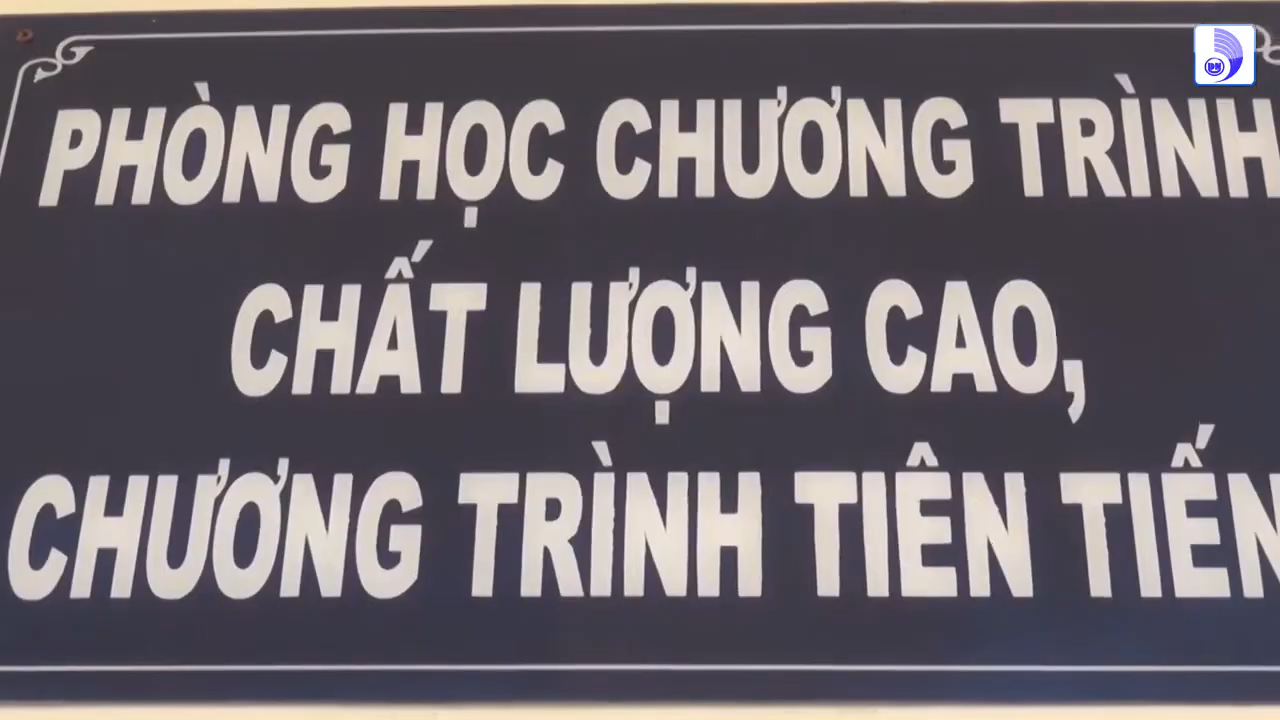 PHÒNG HỌC CHƯƠNG TRÌNH
CHẤT LƯỢNG CAO,
CHƯƠNG TRÌNH TIÊN TIẾN